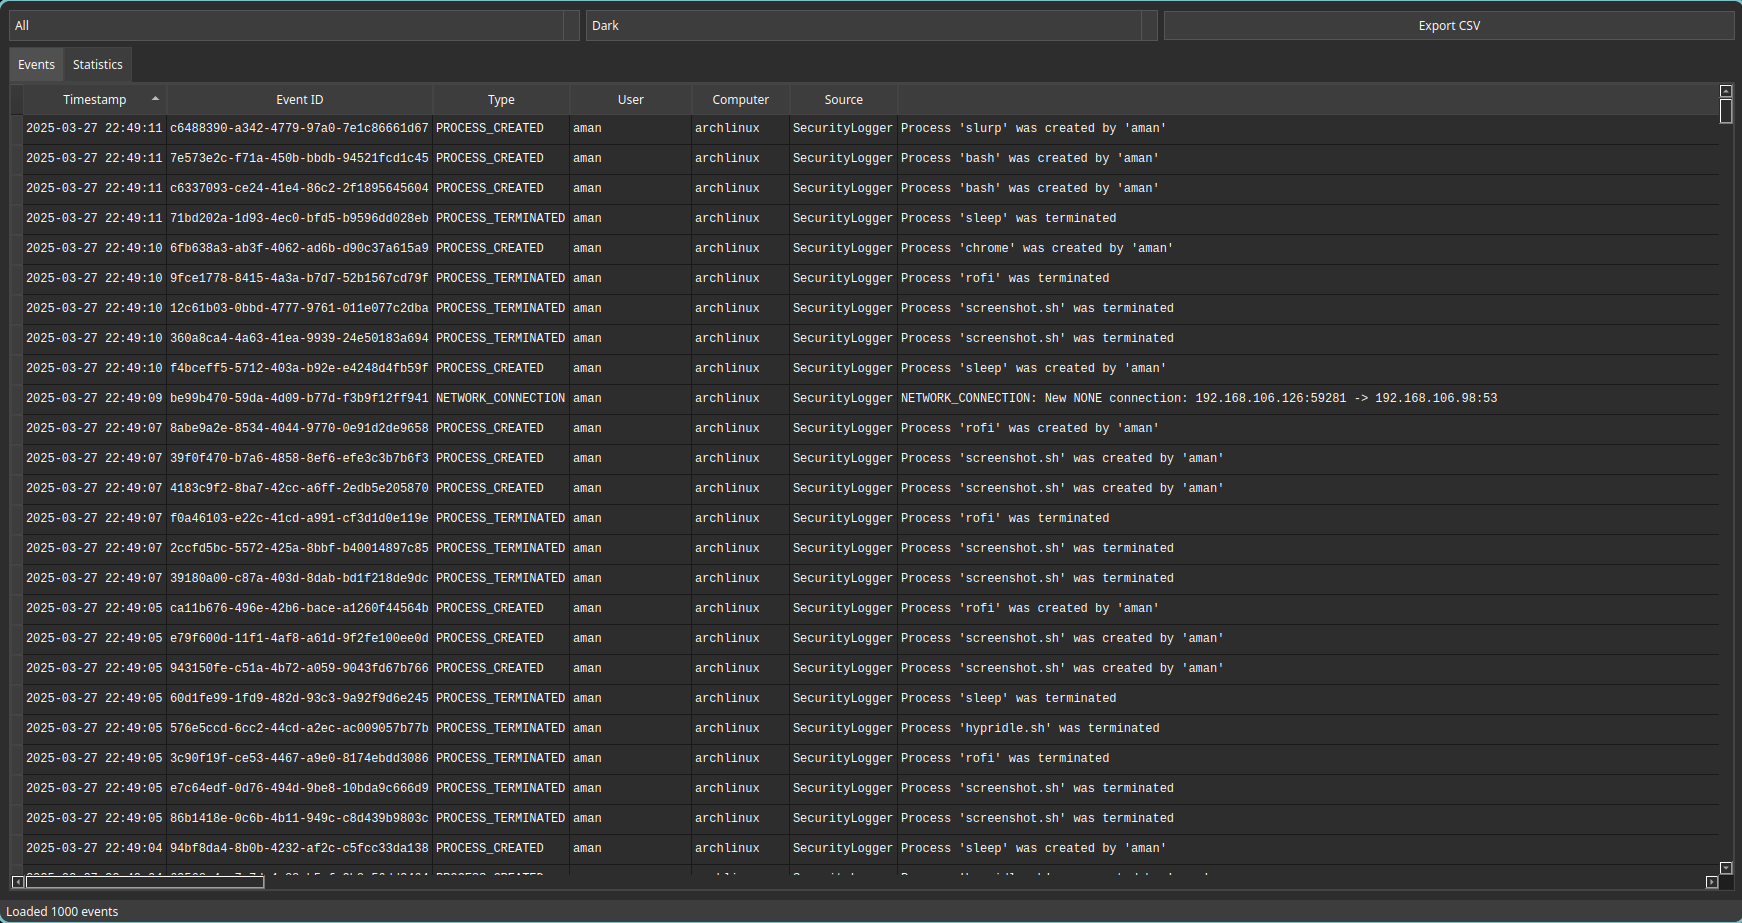 All Dark Export CSV
Events Statistics
Timestamp Event ID Type User Computer Source
2025-03-27 22:49:11 c6488390-a342-4779-97a0-7e1c86661d67 PROCESS_CREATED aman archlinux SecurityLogger Process 'slurp' was created by 'aman'
2025-03-27 22:49:11 7e573e2c-f71a-450b-bbdb-94521fcd1c45 PROCESS_CREATED aman archlinux SecurityLogger Process 'bash' was created by 'aman'
2025-03-27 22:49:11 c6337093-ce24-41e4-86c2-2f1895645604 PROCESS_CREATED aman archlinux SecurityLogger Process 'bash' was created by 'aman'
2025-03-27 22:49:11 71bd202a-1d93-4ec0-bfd5-b9596dd028eb PROCESS_TERMINATED aman archlinux SecurityLogger Process 'sleep' was terminated
2025-03-27 22:49:10 6fb638a3-ab3f-4062-ad6b-d90c37a615a9 PROCESS_CREATED aman archlinux SecurityLogger Process 'chrome' was created by 'aman'
2025-03-27 22:49:10 9fce1778-8415-4a3a-b7d7-52b1567cd79f PROCESS_TERMINATED aman archlinux SecurityLogger Process 'rofi' was terminated
2025-03-27 22:49:10 12c61b03-0bbd-4777-9761-011e077c2dba PROCESS_TERMINATED aman archlinux SecurityLogger Process 'screenshot.sh' was terminated
2025-03-27 22:49:10 360a8ca4-4a63-41ea-9939-24e50183a694 PROCESS_TERMINATED aman archlinux SecurityLogger Process 'screenshot.sh' was terminated
2025-03-27 22:49:10 f4bceff5-5712-403a-b92e-e4248d4fb59f PROCESS_CREATED aman archlinux SecurityLogger Process 'sleep' was created by 'aman'
2025-03-27 22:49:09 be99b470-59da-4d09-b77d-f3b9f12ff941 NETWORK_CONNECTION aman archlinux SecurityLogger NETWORK_CONNECTION: New NONE connection: 192.168.106.126:59281 -> 192.168.106.98:53
2025-03-27 22:49:07 8abe9a2e-8534-4044-9770-0e91d2de9658 PROCESS_CREATED aman archlinux SecurityLogger Process 'rofi' was created by 'aman'
2025-03-27 22:49:07 39f0f470-b7a6-4858-8ef6-efe3c3b7b6f3 PROCESS_CREATED aman archlinux SecurityLogger Process 'screenshot.sh' was created by 'aman'
2025-03-27 22:49:07 4183c9f2-8ba7-42cc-a6ff-2edb5e205870 PROCESS_CREATED aman archlinux SecurityLogger Process 'screenshot.sh' was created by 'aman'
2025-03-27 22:49:07 f0a46103-e22c-41cd-a991-cf3d1d0e119e PROCESS_TERMINATED aman archlinux SecurityLogger Process 'rofi' was terminated
2025-03-27 22:49:07 2ccfd5bc-5572-425a-8bbf-b40014897c85 PROCESS_TERMINATED aman archlinux SecurityLogger Process 'screenshot.sh' was terminated
2025-03-27 22:49:07 39180a00-c87a-403d-8dab-bd1f218de9dc PROCESS_TERMINATED aman archlinux SecurityLogger Process 'screenshot.sh' was terminated
2025-03-27 22:49:05 ca11b676-496e-42b6-bace-a1260f44564b PROCESS_CREATED aman archlinux SecurityLogger Process 'rofi' was created by 'aman'
2025-03-27 22:49:05 e79f600d-11f1-4af8-a61d-9f2fe100ee0d PROCESS_CREATED aman archlinux SecurityLogger Process 'screenshot.sh' was created by 'aman'
2025-03-27 22:49:05 943150fe-c51a-4b72-a059-9043fd67b766 PROCESS_CREATED aman archlinux SecurityLogger Process 'screenshot.sh' was created by 'aman'
2025-03-27 22:49:05 60d1fe99-1fd9-482d-93c3-9a92f9d6e245 PROCESS_TERMINATED aman archlinux SecurityLogger Process 'sleep' was terminated
2025-03-27 22:49:05 576e5ccd-6cc2-44cd-a2ec-ac009057b77b PROCESS_TERMINATED aman archlinux SecurityLogger Process 'hypridle.sh' was terminated
2025-03-27 22:49:05 3c90f19f-ce53-4467-a9e0-8174ebdd3086 PROCESS_TERMINATED aman archlinux SecurityLogger Process 'rofi' was terminated
2025-03-27 22:49:05 e7c64edf-0d76-494d-9be8-10bda9c666d9 PROCESS_TERMINATED aman archlinux SecurityLogger Process 'screenshot.sh' was terminated
2025-03-27 22:49:05 86b1418e-0c6b-4b11-949c-c8d439b9803c PROCESS_TERMINATED aman archlinux SecurityLogger Process 'screenshot.sh' was terminated
2025-03-27 22:49:04 94bf8da4-8b0b-4232-af2c-c5fcc33da138 PROCESS_CREATED aman archlinux SecurityLogger Process 'sleep' was created by 'aman'
Loaded 1000 events